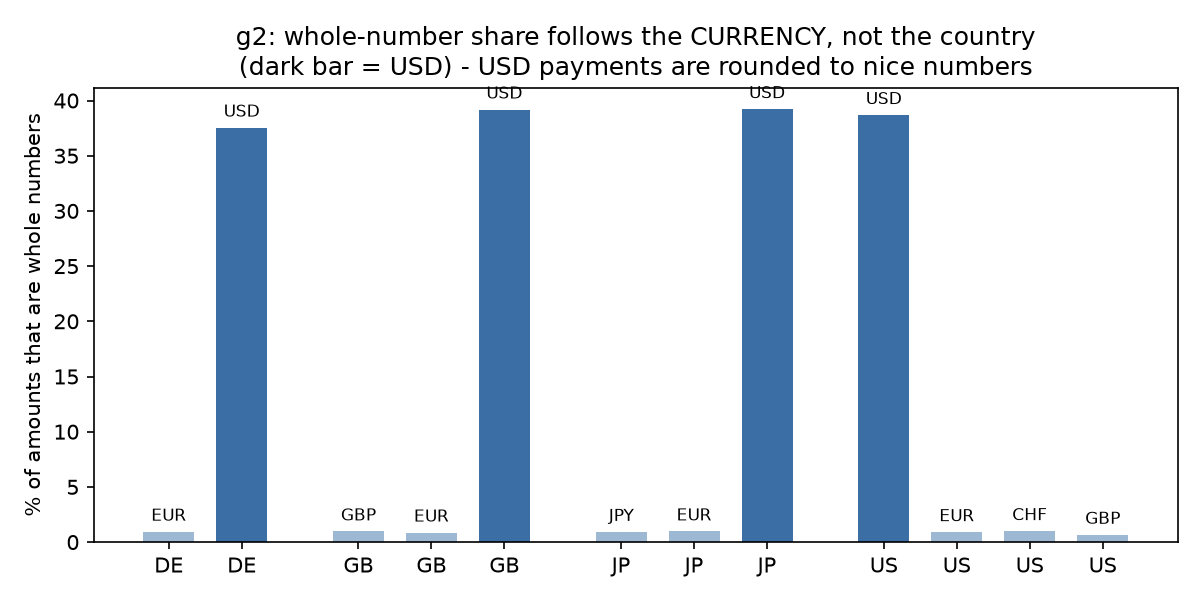 g2: whole-number share follows the CURRENCY, not the country
(dark bar = USD) - USD payments are rounded to nice numbers
% of amounts that are whole numbers
40
35
30
25
20
15
10
5
0
EUR
USD
GBP
EUR
USD
JPY
EUR
USD
USD
EUR
CHF
GBP
DE
DE
GB
GB
GB
JP
JP
JP
US
US
US
US